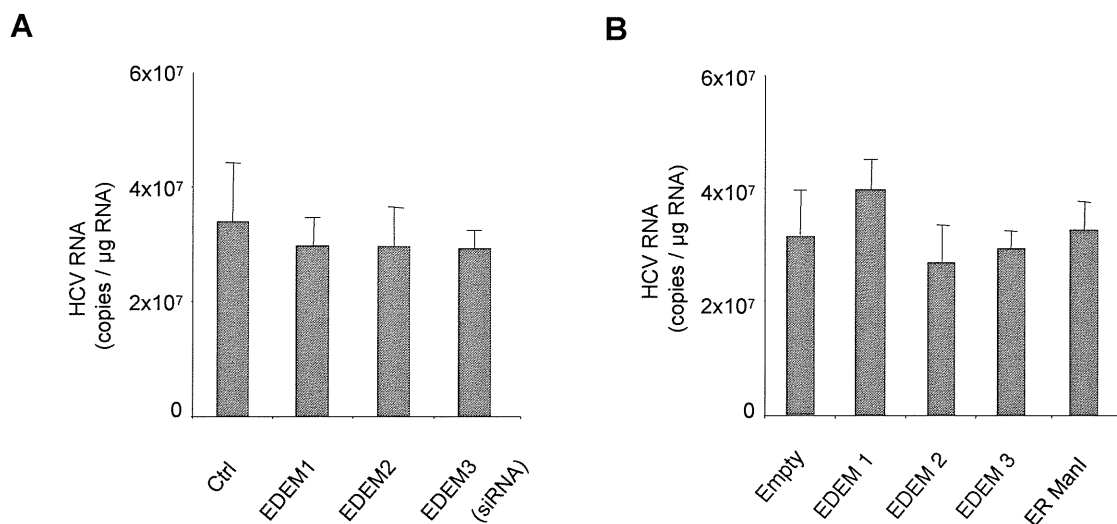 A
6x10⁷
4x10⁷
2x10⁷
0
HCV RNA
(copies / µg RNA)
Ctrl
EDEM1
EDEM2
EDEM3
(siRNA)
B
6x10⁷
4x10⁷
2x10⁷
0
HCV RNA
(copies / µg RNA)
Empty
EDEM 1
EDEM 2
EDEM 3
ER ManI